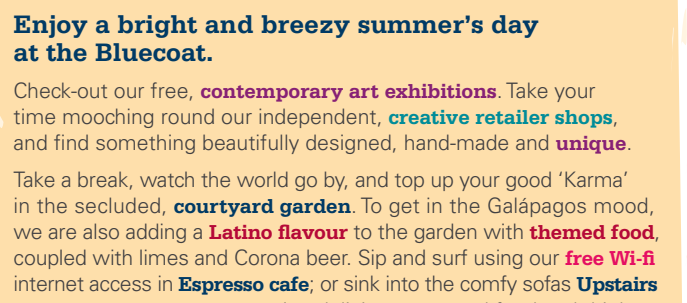 Enjoy a bright and breezy summer's day
at the Bluecoat.
Check-out our free, contemporary art exhibitions. Take your
time mooching round our independent, creative retailer shops,
and find something beautifully designed, hand-made and unique.
Take a break, watch the world go by, and top up your good ‘Karma’
in the secluded, courtyard garden. To get in the Galápagos mood,
we are also adding a Latino flavour to the garden with themed food,
coupled with limes and Corona beer. Sip and surf using our free Wi-fi
internet access in Espresso cafe; or sink into the comfy sofas Upstairs